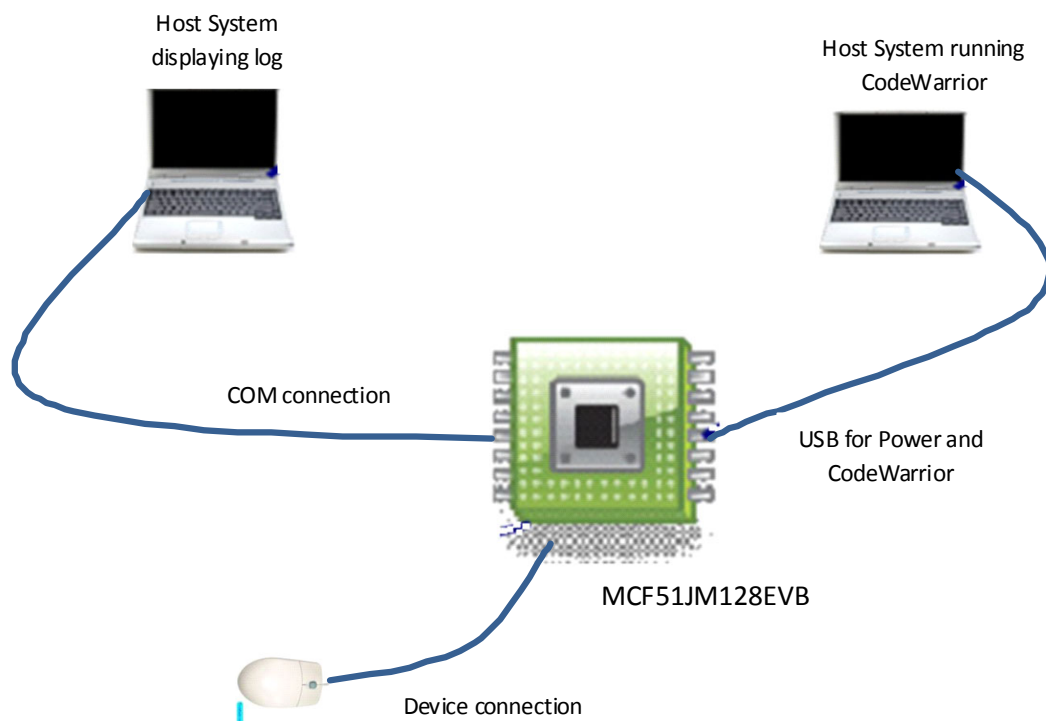 Host System
displaying log
Host System running
CodeWarrior
COM connection
USB for Power and
CodeWarrior
MCF51JM128EVB
Device connection